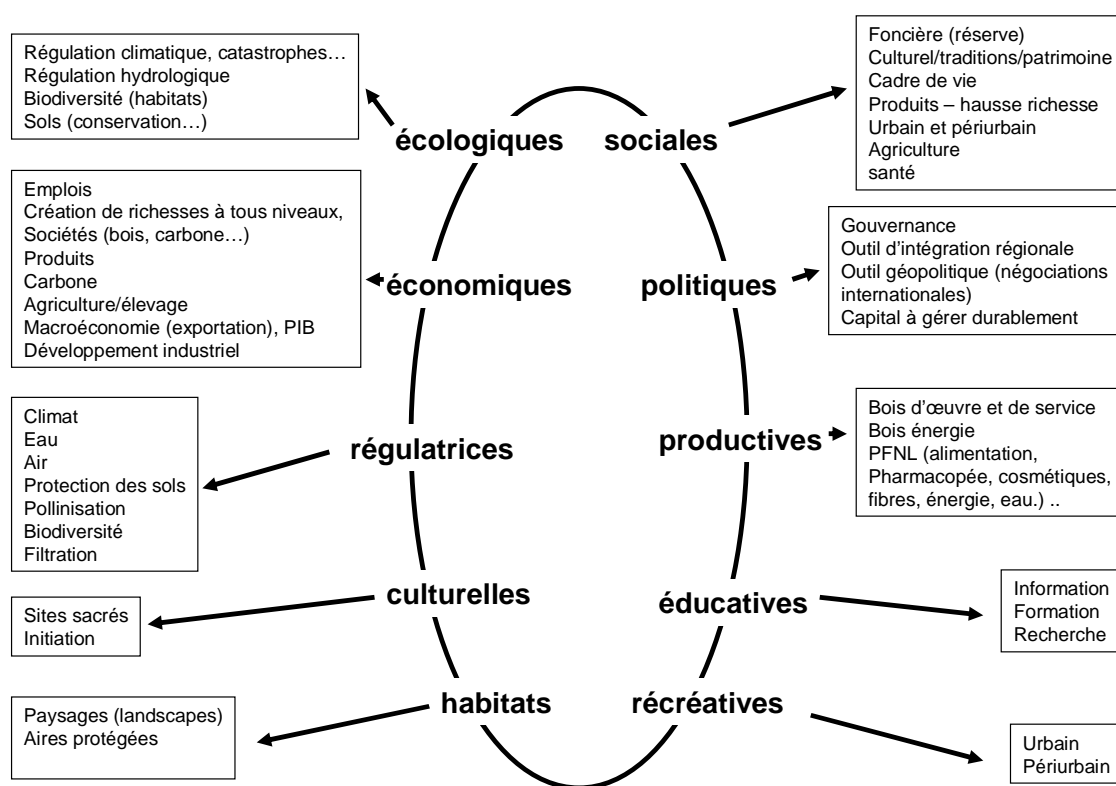 Régulation climatique, catastrophes…
Régulation hydrologique
Biodiversité (habitats)
Sols (conservation…)
écologiques
sociales
Foncière (réserve)
Culturel/traditions/patrimoine
Cadre de vie
Produits – hausse richesse
Urbain et périurbain
Agriculture
santé
Emplois
Création de richesses à tous niveaux,
Sociétés (bois, carbone…)
Produits
Carbone
Agriculture/élevage
Macroéconomie (exportation), PIB
Développement industriel
économiques
politiques
Gouvernance
Outil d'intégration régionale
Outil géopolitique (négociations
internationales)
Capital à gérer durablement
Climat
Eau
Air
Protection des sols
Pollinisation
Biodiversité
Filtration
régulatrices
productives
Bois d'œuvre et de service
Bois énergie
PFNL (alimentation,
Pharmacopée, cosmétiques,
fibres, énergie, eau.) ..
Sites sacrés
Initiation
culturelles
éducatives
Information
Formation
Recherche
Paysages (landscapes)
Aires protégées
habitats
récréatives
Urbain
Périurbain